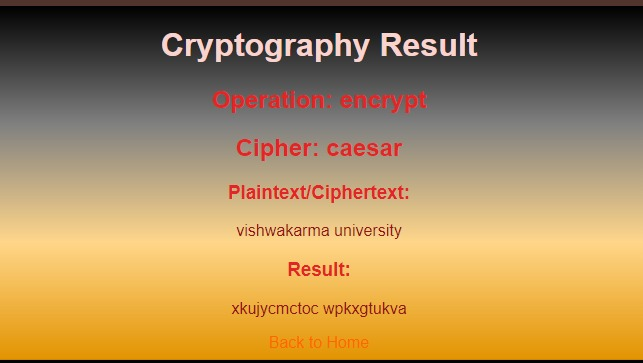 Cryptography Result
Operation: encrypt
Cipher: caesar
Plaintext/Ciphertext:
vishwakarma university
Result:
xkujycmctoc wpkxgtukva
Back to Home